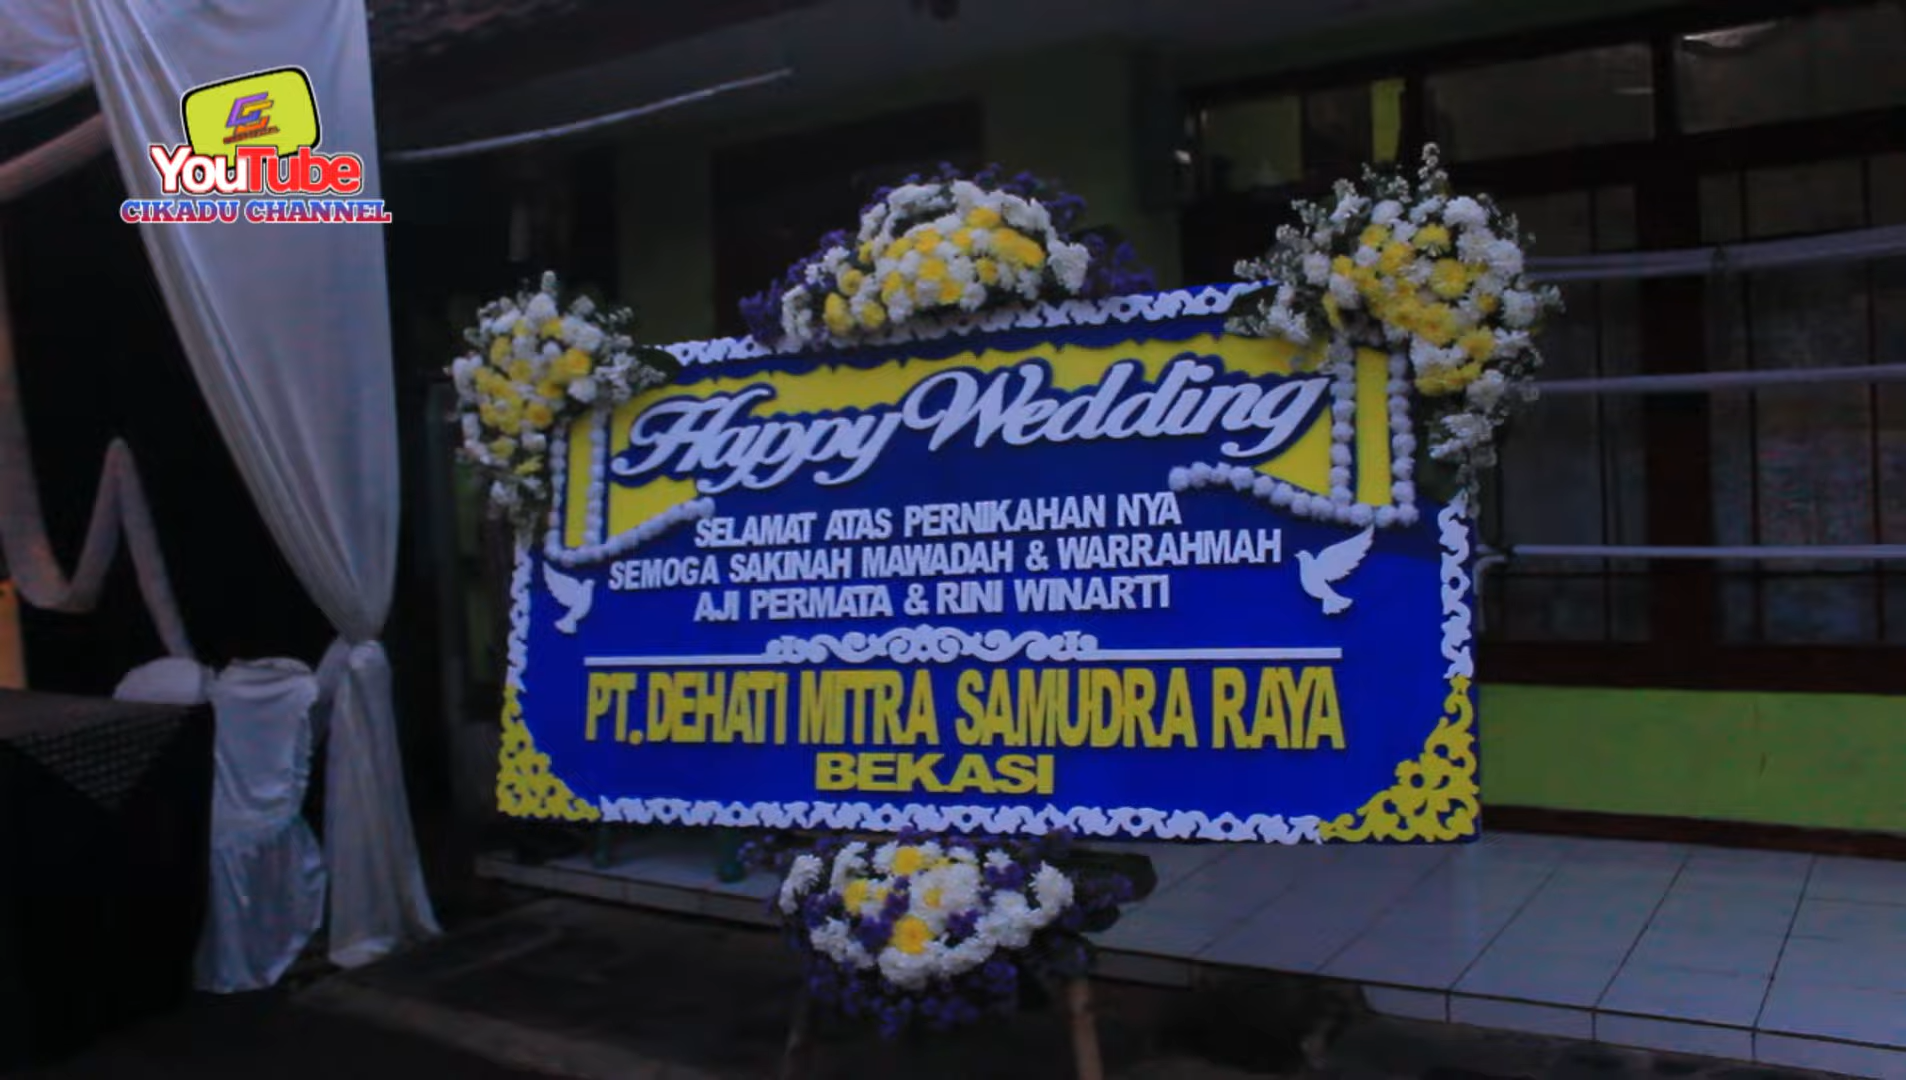 YouTube
CIKADU CHANNEL
Happy Wedding
SELAMAT ATAS PERNIKAHAN NYA
SEMOGA SAKINAH MAWADAH & WARRAHMAH
AJI PERMATA & RINI WINARTI
PT. DEHATI MITRA SAMUDRA RAYA
BEKASI